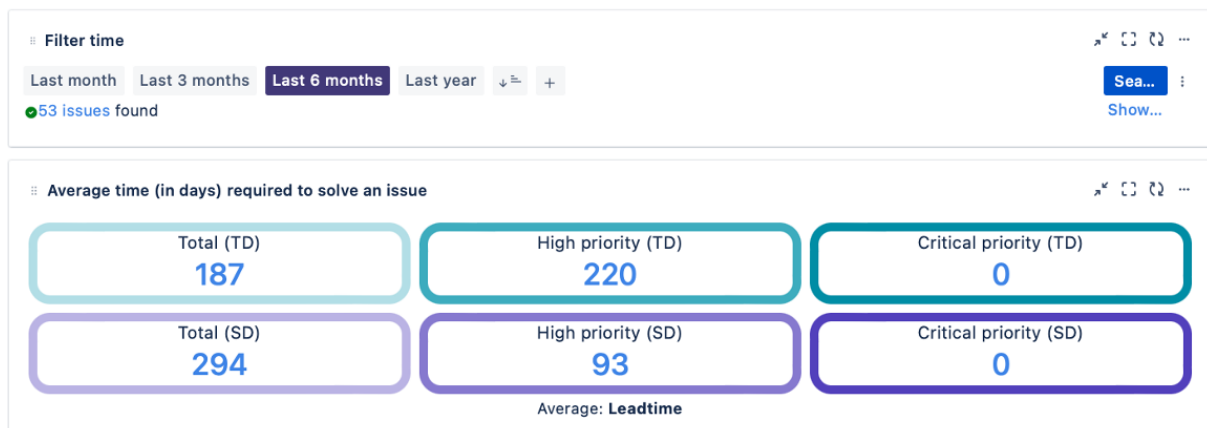 Filter time
Last month Last 3 months Last 6 months Last year +
Sea...
53 issues found
Show...
Average time (in days) required to solve an issue
Total (TD) High priority (TD) Critical priority (TD)
187 220 0
Total (SD) High priority (SD) Critical priority (SD)
294 93 0
Average: Leadtime